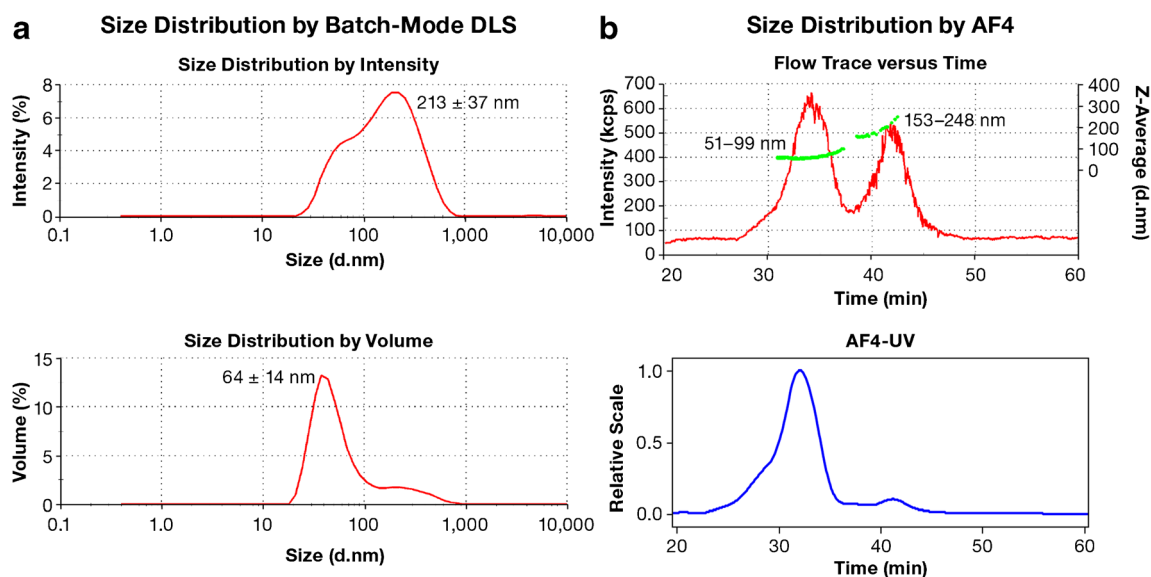 a
Size Distribution by Batch-Mode DLS
Size Distribution by Intensity
8
6
4
2
0
Intensity (%)
213 ± 37 nm
0.1
1.0
10
100
1,000
10,000
Size (d.nm)
Size Distribution by Volume
15
10
5
0
Volume (%)
64 ± 14 nm
0.1
1.0
10
100
1,000
10,000
Size (d.nm)
b
Size Distribution by AF4
Flow Trace versus Time
700
600
500
400
300
200
100
0
Intensity (kcps)
51–99 nm
153–248 nm
400
300
200
100
0
Z-Average (d.nm)
20
30
40
50
60
Time (min)
AF4-UV
1.0
0.5
0.0
Relative Scale
20
30
40
50
60
Time (min)